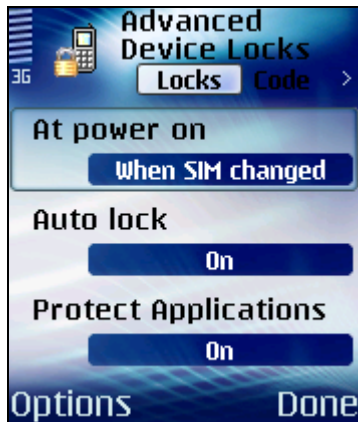 Advanced
Device Locks
3G
Locks Code >
At power on
When SIM changed
Auto lock
On
Protect Applications
On
Options Done